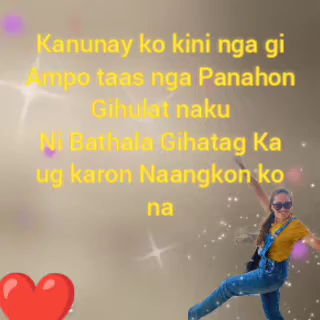 Kanunay ko kini nga gi
Ampo taas nga Panahon
Gihulat naku
Ni Bathala Gihatag Ka
ug karon Naangkon ko
na